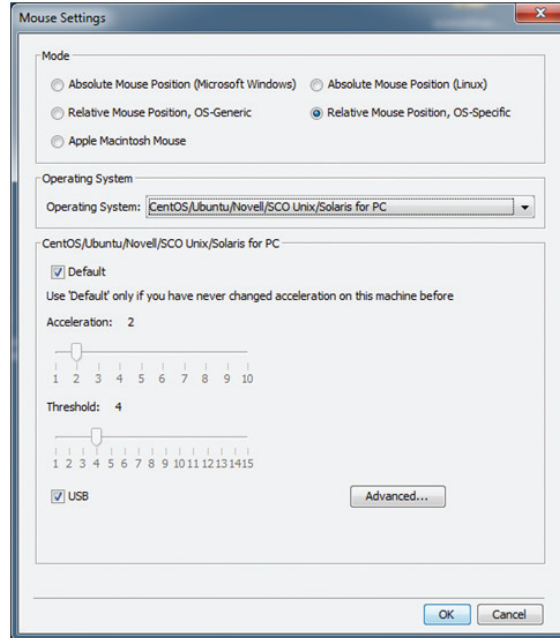 Mouse Settings
Mode
Absolute Mouse Position (Microsoft Windows) Absolute Mouse Position (Linux)
Relative Mouse Position, OS-Generic Relative Mouse Position, OS-Specific
Apple Macintosh Mouse
Operating System
Operating System: CentOS/Ubuntu/Novell/SCO Unix/Solaris for PC
CentOS/Ubuntu/Novell/SCO Unix/Solaris for PC
Default
Use 'Default' only if you have never changed acceleration on this machine before
Acceleration: 2
1 2 3 4 5 6 7 8 9 10
Threshold: 4
1 2 3 4 5 6 7 8 9 10 11 12 13 14 15
USB Advanced...
OK Cancel